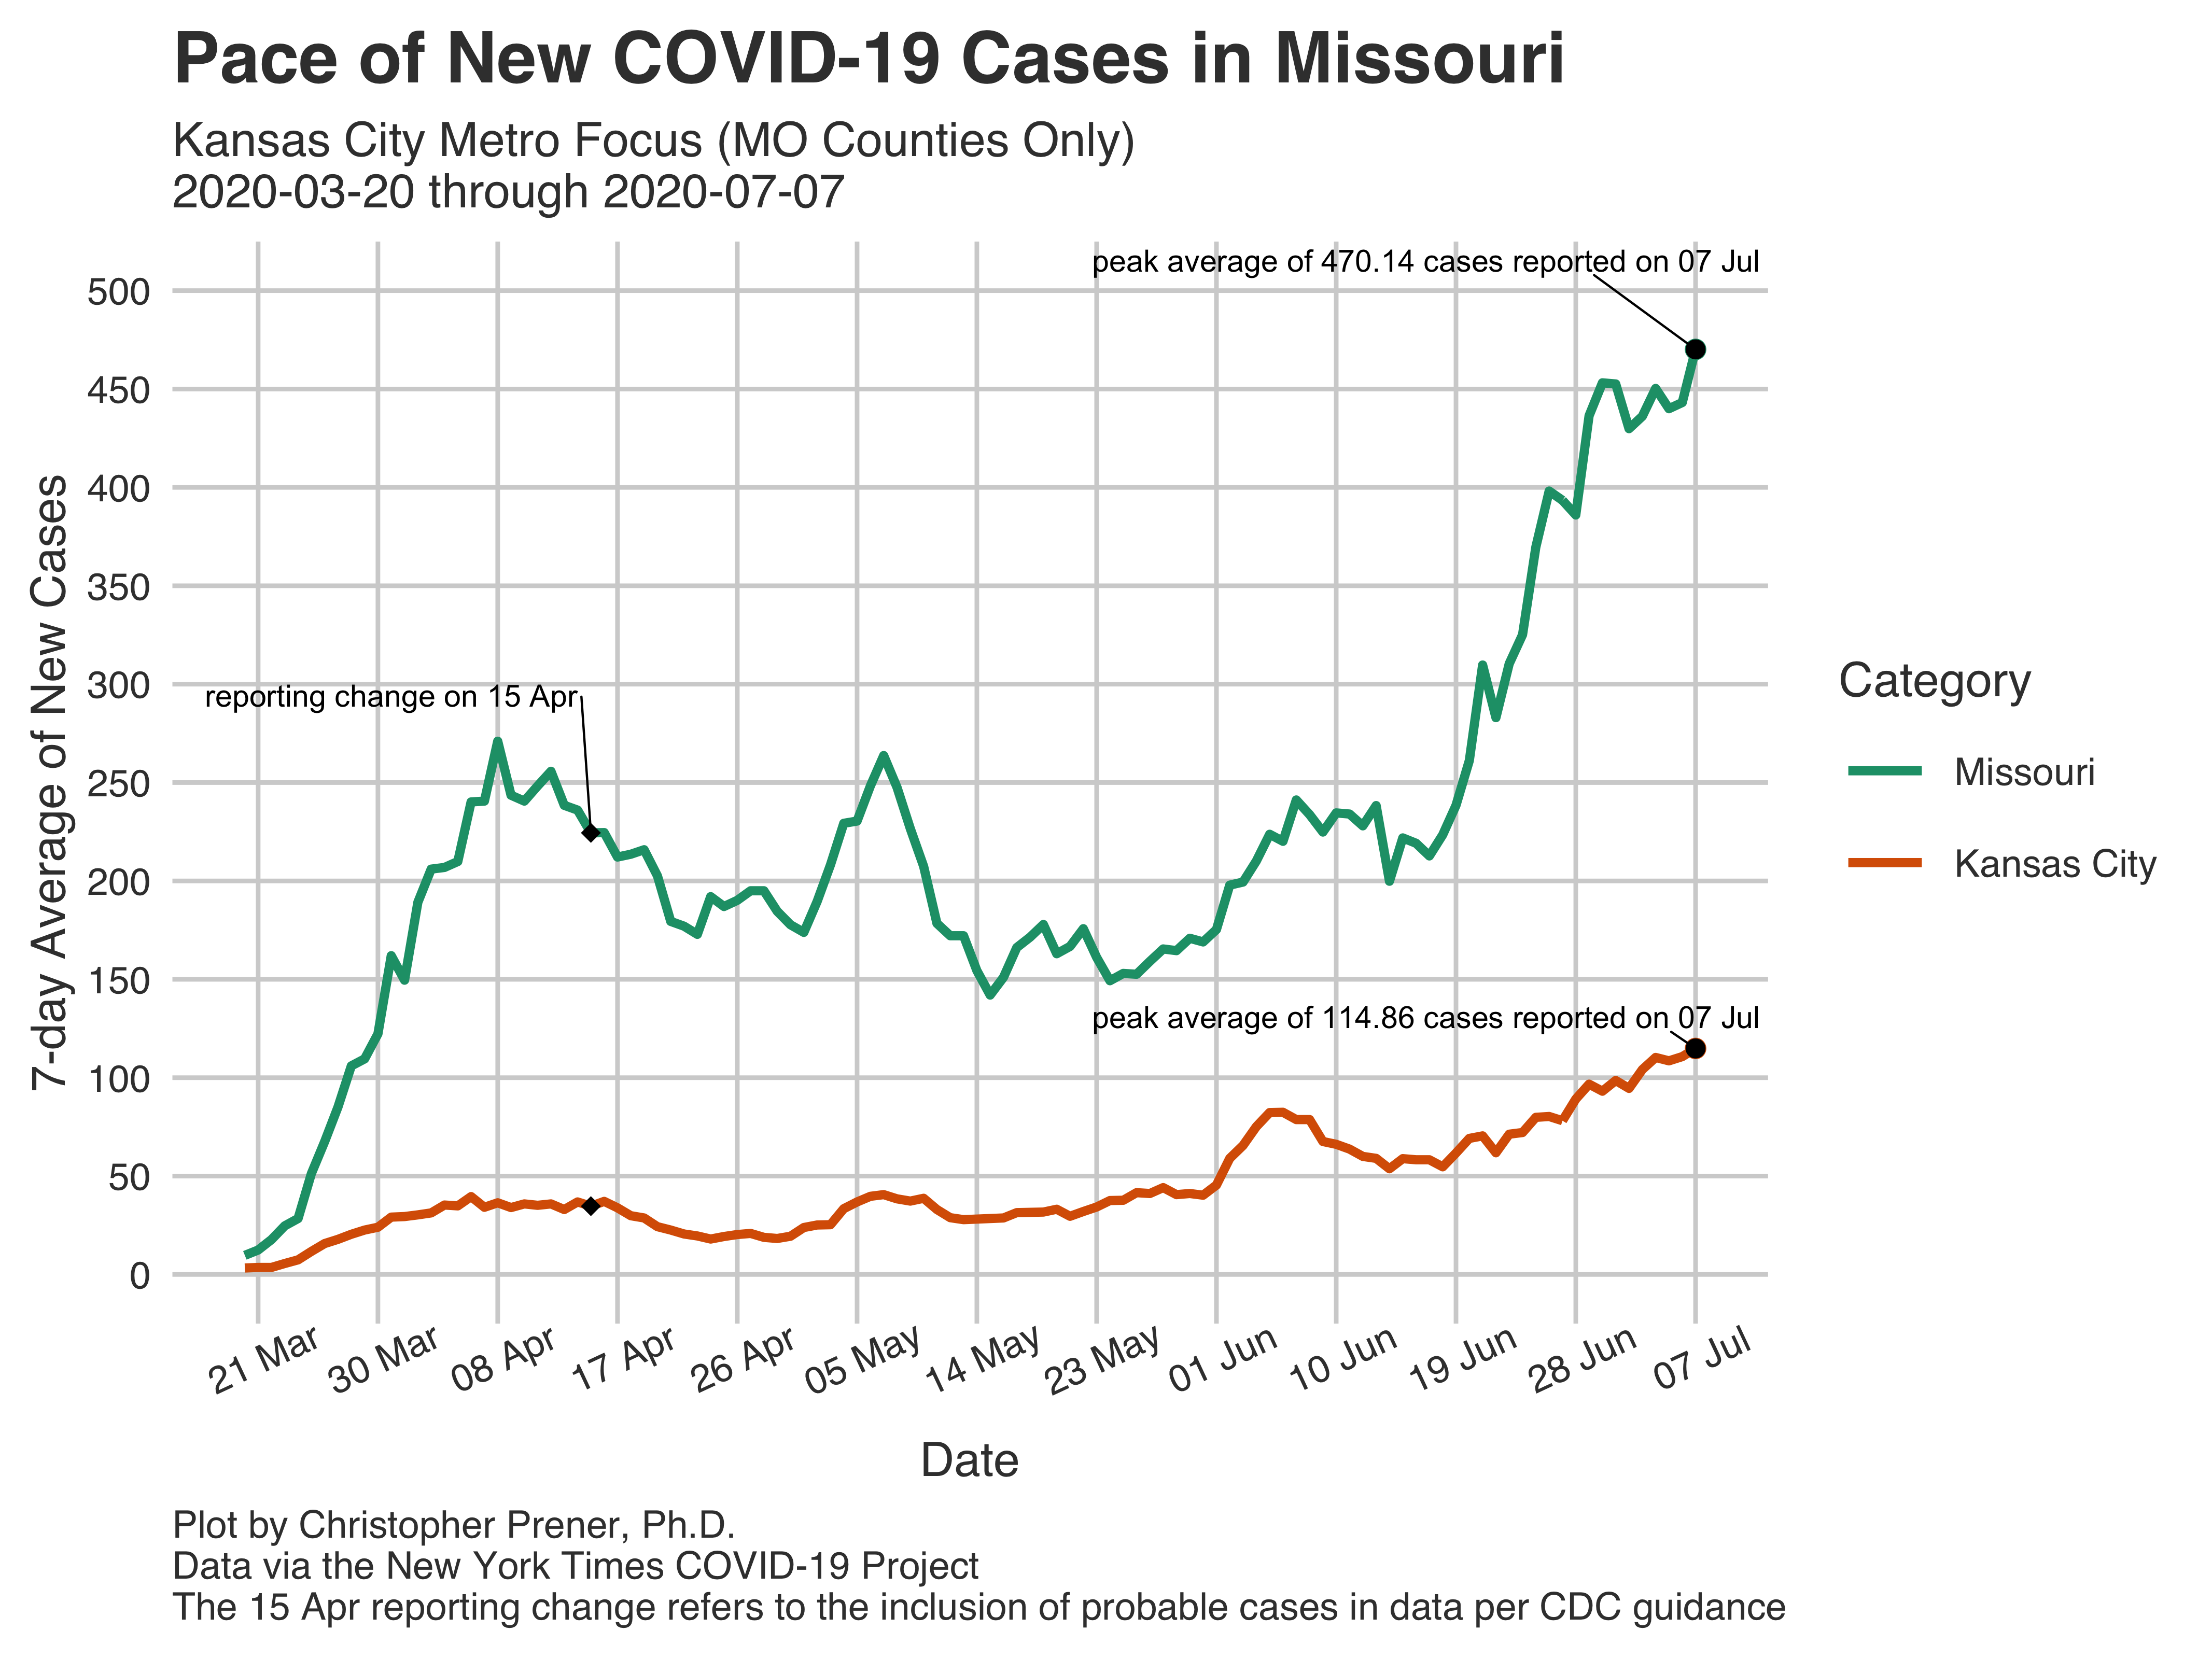 Pace of New COVID-19 Cases in Missouri
Kansas City Metro Focus (MO Counties Only)
2020-03-20 through 2020-07-07
7-day Average of New Cases
500
450
400
350
300
250
200
150
100
50
0
peak average of 470.14 cases reported on 07 Jul
reporting change on 15 Apr
peak average of 114.86 cases reported on 07 Jul
21 Mar
30 Mar
08 Apr
17 Apr
26 Apr
05 May
14 May
23 May
01 Jun
10 Jun
19 Jun
28 Jun
07 Jul
Date
Category
Missouri
Kansas City
Plot by Christopher Prener, Ph.D.
Data via the New York Times COVID-19 Project
The 15 Apr reporting change refers to the inclusion of probable cases in data per CDC guidance